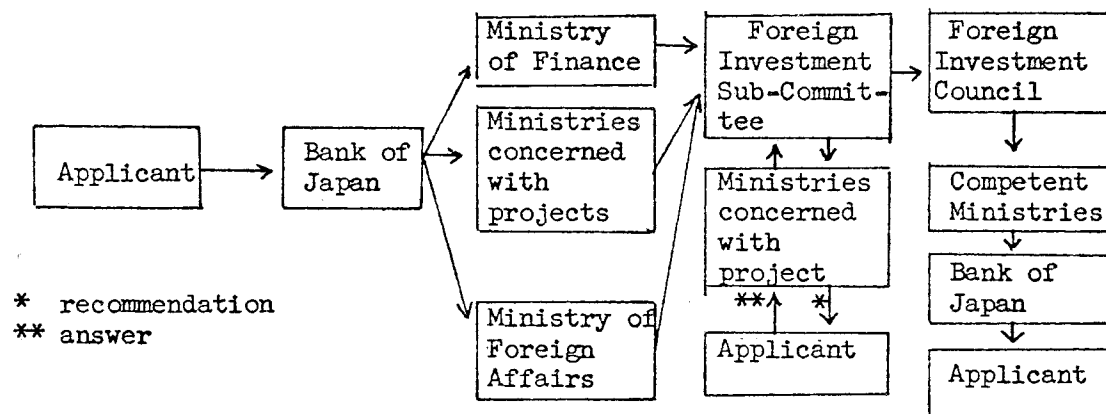 Applicant
Bank of
Japan
Ministry
of Finance
Ministries
concerned
with
projects
Ministry of
Foreign
Affairs
Foreign
Investment
Sub-Commit-
tee
Ministries
concerned
with
project
** *
Applicant
Foreign
Investment
Council
Competent
Ministries
Bank of
Japan
Applicant
* recommendation
** answer